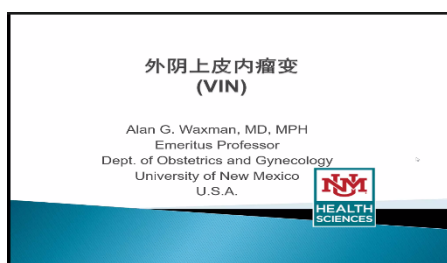 外阴上皮内瘤变
(VIN)
Alan G. Waxman, MD, MPH
Emeritus Professor
Dept. of Obstetrics and Gynecology
University of New Mexico
U.S.A.
NM
HEALTH
SCIENCES